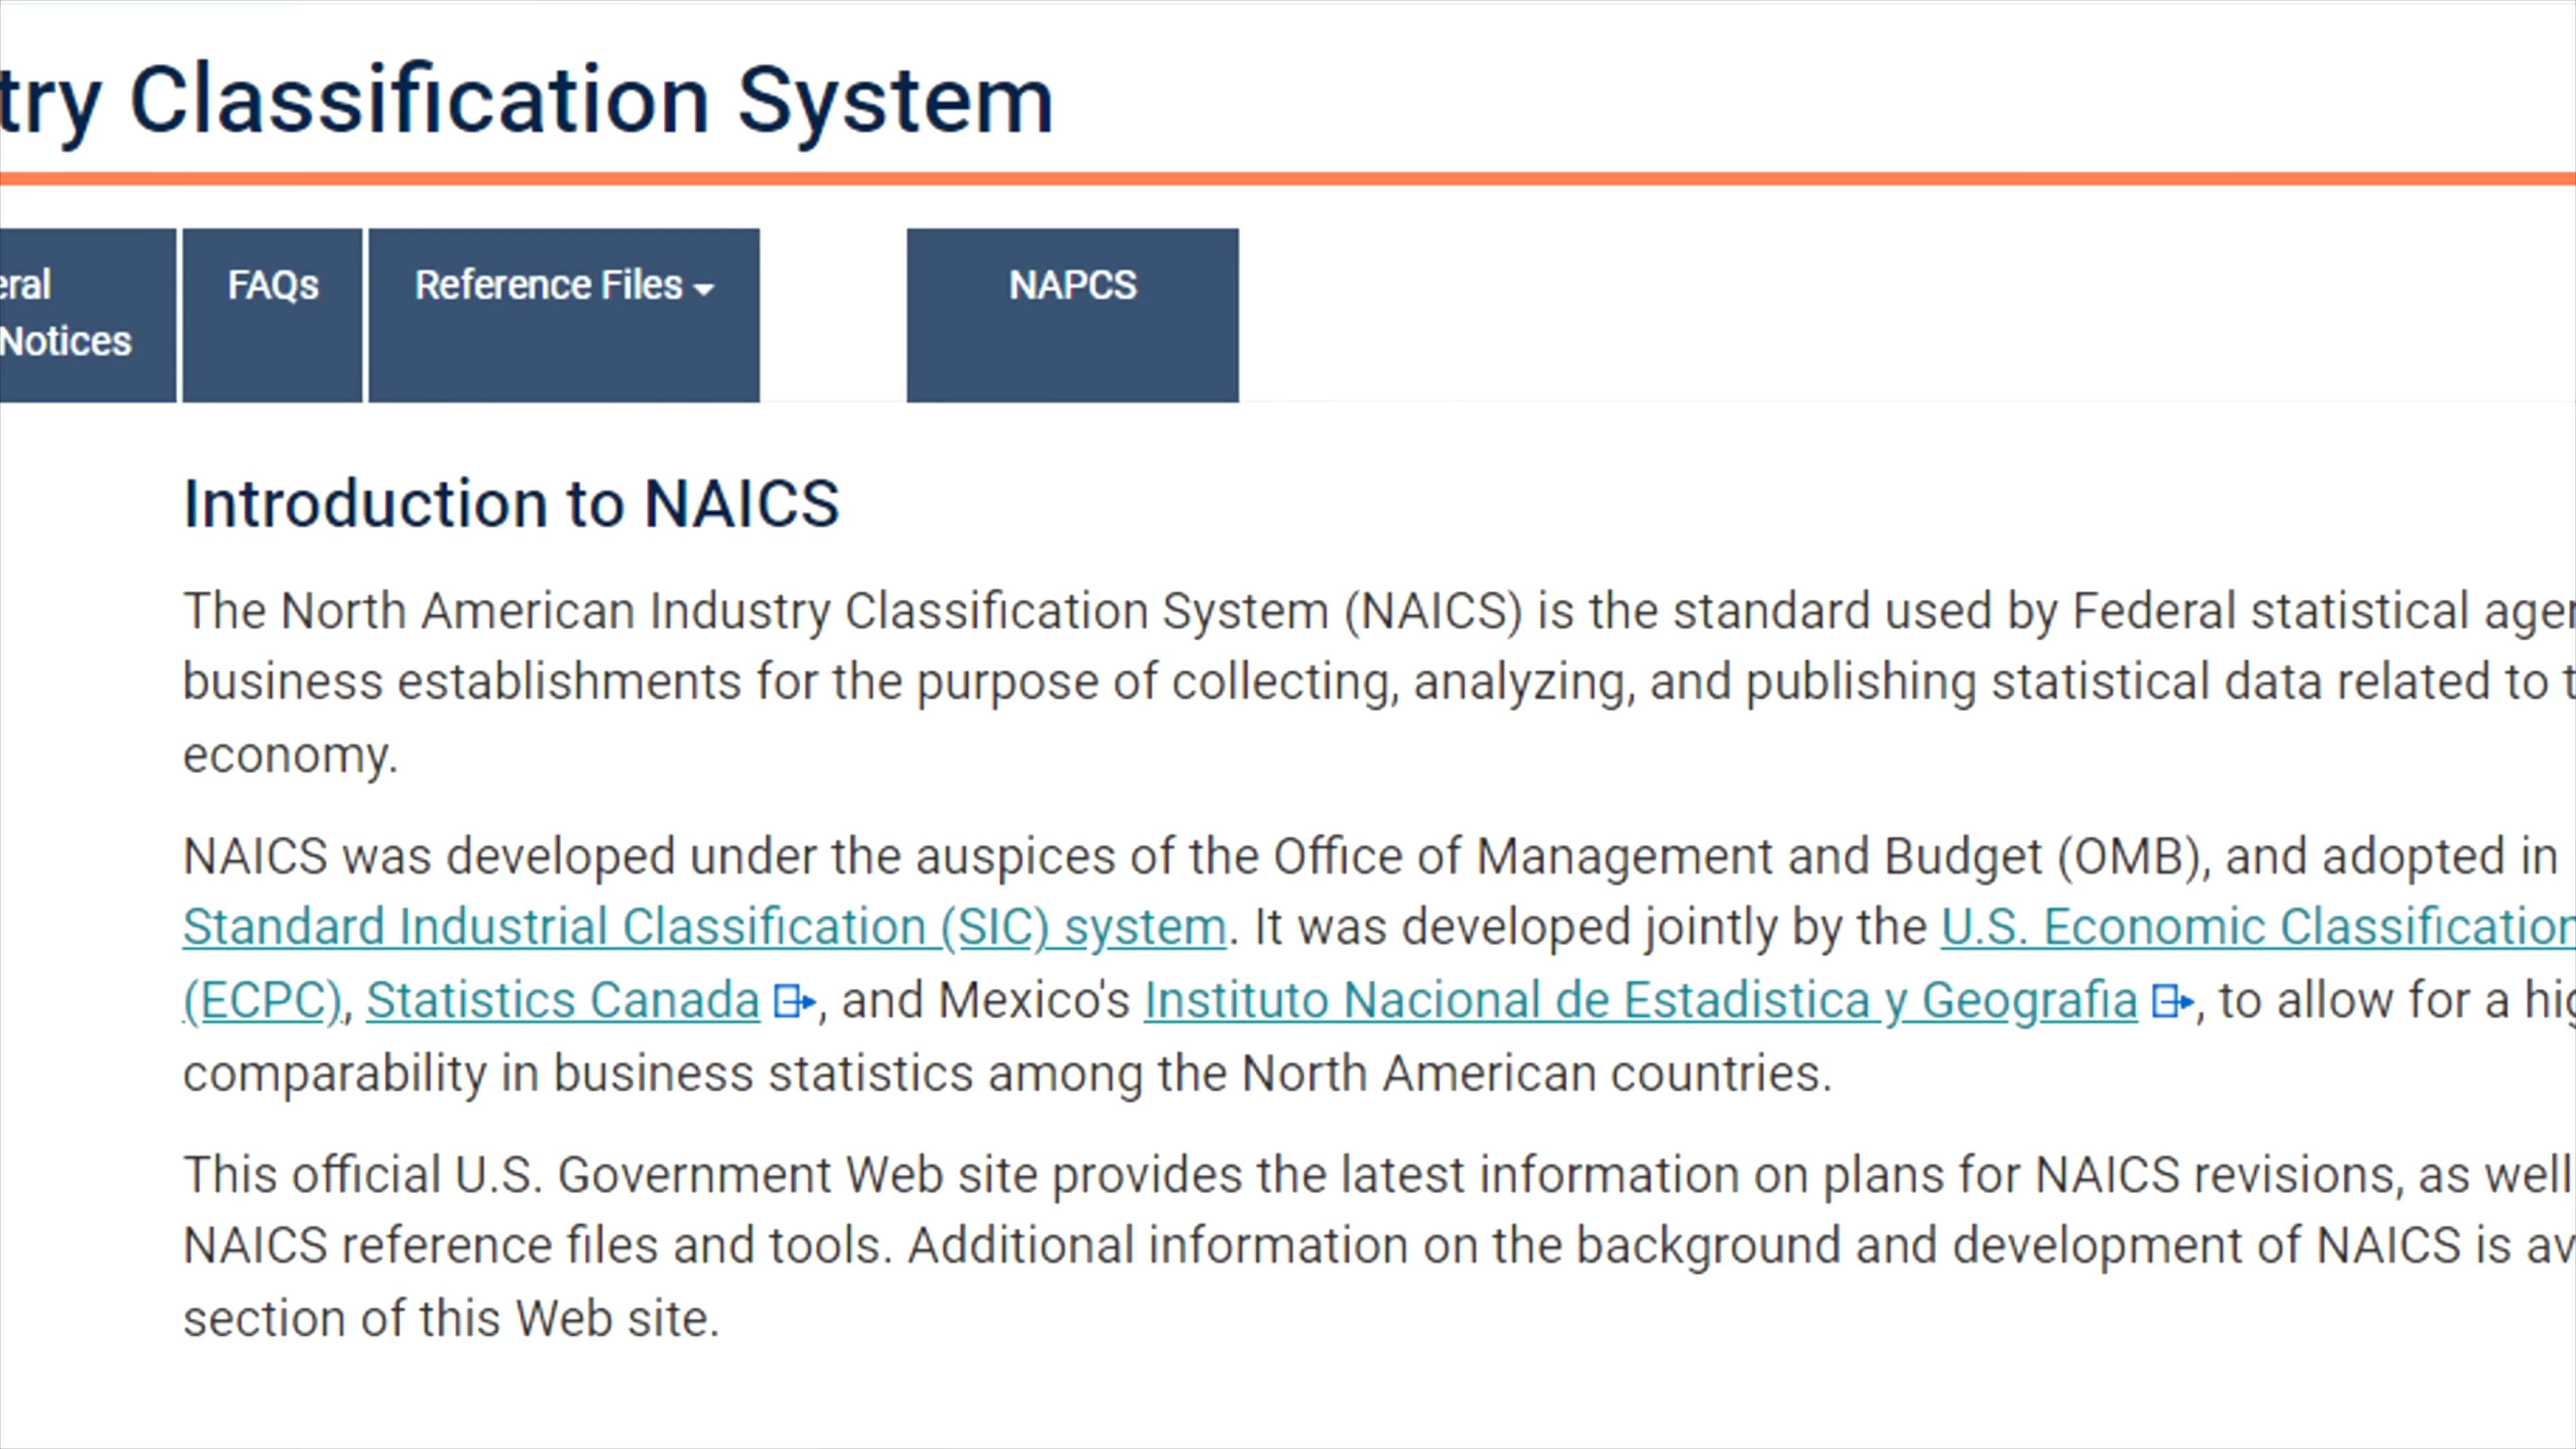 try Classification System
eral
Notices
FAQs
Reference Files
NAPCS
Introduction to NAICS
The North American Industry Classification System (NAICS) is the standard used by Federal statistical
business establishments for the purpose of collecting, analyzing, and publishing statistical data related to
economy.
NAICS was developed under the auspices of the Office of Management and Budget (OMB), and adopted in
Standard Industrial Classification (SIC) system. It was developed jointly by the U.S. Economic Classification
(ECPC), Statistics Canada, and Mexico's Instituto Nacional de Estadistica y Geografia, to allow for a
comparability in business statistics among the North American countries.
This official U.S. Government Web site provides the latest information on plans for NAICS revisions, as well
NAICS reference files and tools. Additional information on the background and development of NAICS is
section of this Web site.